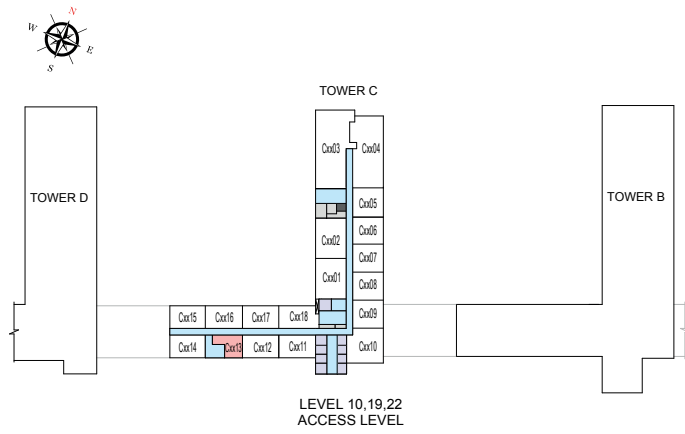 N
W
E
S
TOWER C
Cxx03
Cxx04
TOWER D
TOWER B
Cxx05
Cxx06
Cxx02
Cxx07
Cxx01
Cxx08
Cxx09
Cxx15 Cxx16 Cxx17 Cxx18
Cxx14 Cxx13 Cxx12 Cxx11 Cxx10
LEVEL 10,19,22
ACCESS LEVEL